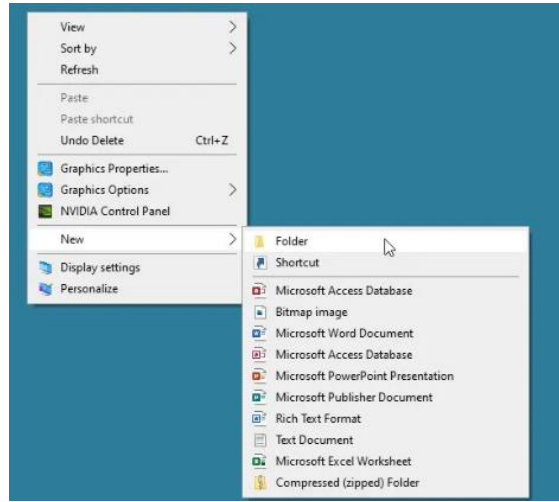 View
Sort by
Refresh
Paste
Paste shortcut
Undo Delete Ctrl+Z
Graphics Properties...
Graphics Options
NVIDIA Control Panel
New
Display settings
Personalize
Folder
Shortcut
Microsoft Access Database
Bitmap image
Microsoft Word Document
Microsoft Access Database
Microsoft PowerPoint Presentation
Microsoft Publisher Document
Rich Text Format
Text Document
Microsoft Excel Worksheet
Compressed (zipped) Folder